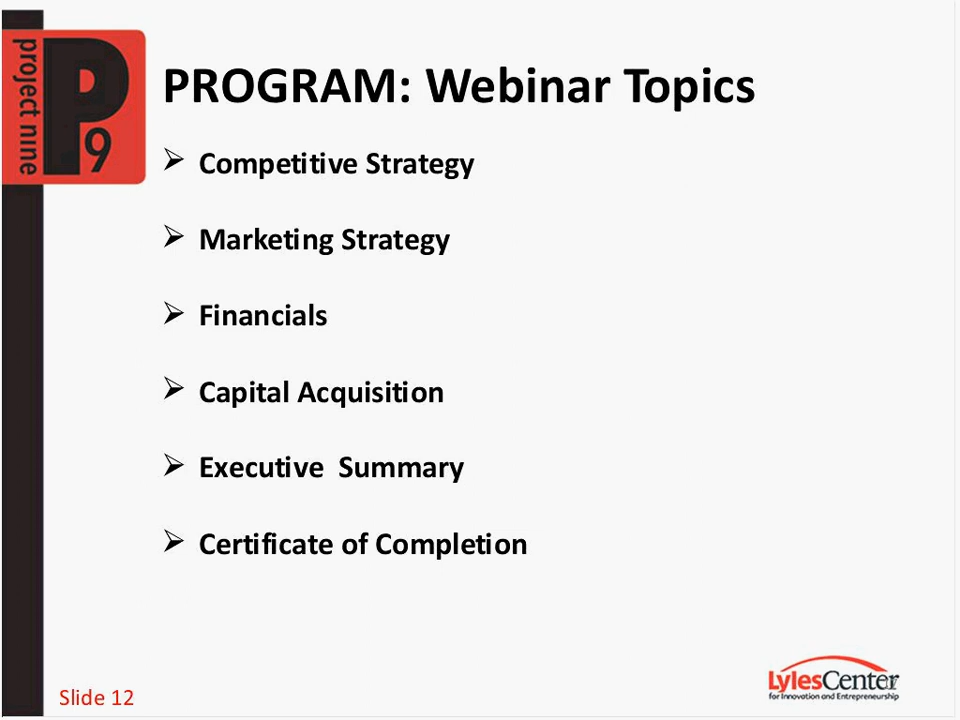 project nine
P9
PROGRAM: Webinar Topics
Competitive Strategy
Marketing Strategy
Financials
Capital Acquisition
Executive  Summary
Certificate of Completion
Slide 12
LylesCenter
for Innovation and Entrepreneurship